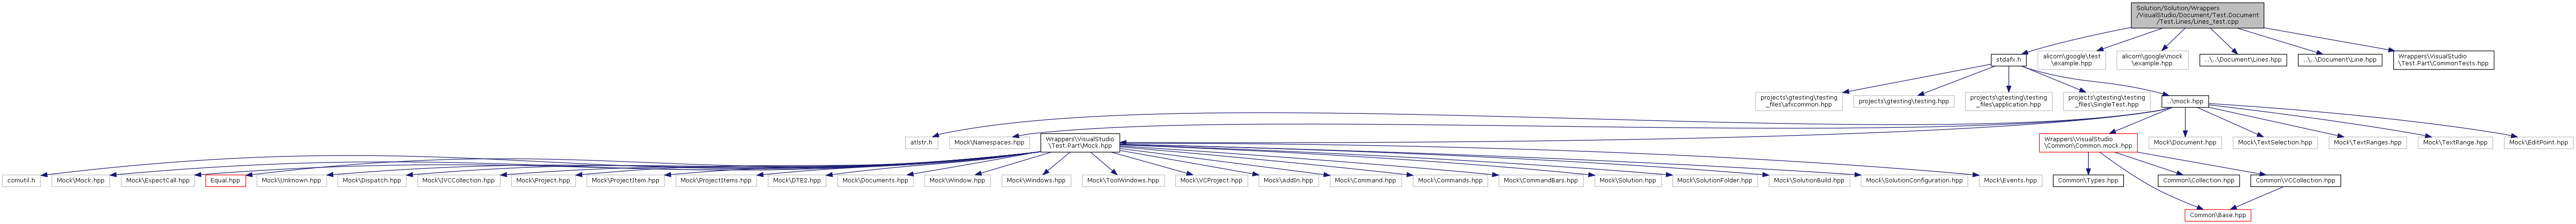 Solution/Solution/Wrappers
/VisualStudio/Document/Test.Document
/Test.Lines/Lines_test.cpp
stdafx.h
alicorn\google\test
\example.hpp
alicorn\google\mock
\example.hpp
..\..\Document\Lines.hpp
..\..\Document\Line.hpp
Wrappers\VisualStudio
\Test.Part\CommonTests.hpp
projects\gtesting\testing
_files\afxcommon.hpp
projects\gtesting\testing.hpp
projects\gtesting\testing
_files\application.hpp
projects\gtesting\testing
_files\SingleTest.hpp
..\mock.hpp
atlstr.h
Mock\Namespaces.hpp
Wrappers\VisualStudio
\Test.Part\Mock.hpp
Wrappers\VisualStudio
\Common\Common.mock.hpp
Mock\Document.hpp
Mock\TextSelection.hpp
Mock\TextRanges.hpp
Mock\TextRange.hpp
Mock\EditPoint.hpp
comutil.h
Mock\Mock.hpp
Mock\ExpectCall.hpp
Equal.hpp
Mock\Unknown.hpp
Mock\Dispatch.hpp
Mock\IVCCollection.hpp
Mock\Project.hpp
Mock\ProjectItem.hpp
Mock\ProjectItems.hpp
Mock\DTE2.hpp
Mock\Documents.hpp
Mock\Window.hpp
Mock\Windows.hpp
Mock\ToolWindows.hpp
Mock\VCProject.hpp
Mock\AddIn.hpp
Mock\Command.hpp
Mock\Commands.hpp
Mock\CommandBars.hpp
Mock\Solution.hpp
Mock\SolutionFolder.hpp
Mock\SolutionBuild.hpp
Mock\SolutionConfiguration.hpp
Mock\Events.hpp
Common\Types.hpp
Common\Collection.hpp
Common\VCCollection.hpp
Common\Base.hpp